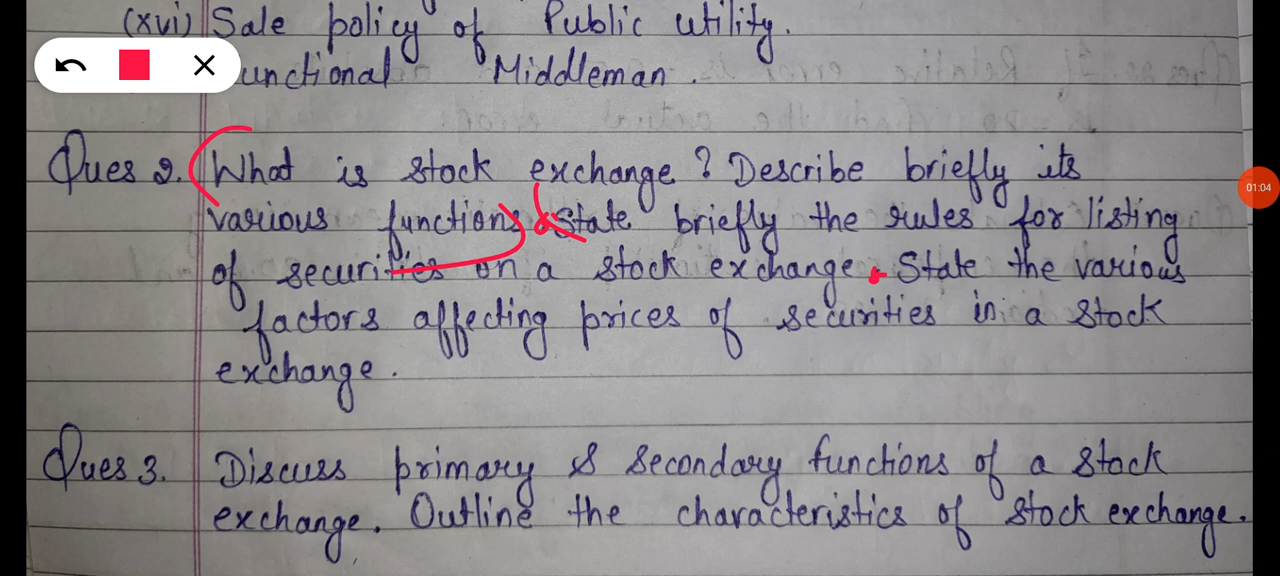 (xvi) Sale policy of Public utility.
unctional Middleman.
Ques 2. What is stock exchange? Describe briefly its
various functions & State briefly the rules for listing
of securities on a stock exchange. State the various
factors affecting prices of securities in a stock
exchange.
01:04
Ques 3. Discuss primary & secondary functions of a stock
exchange. Outline the characteristics of stock exchange.